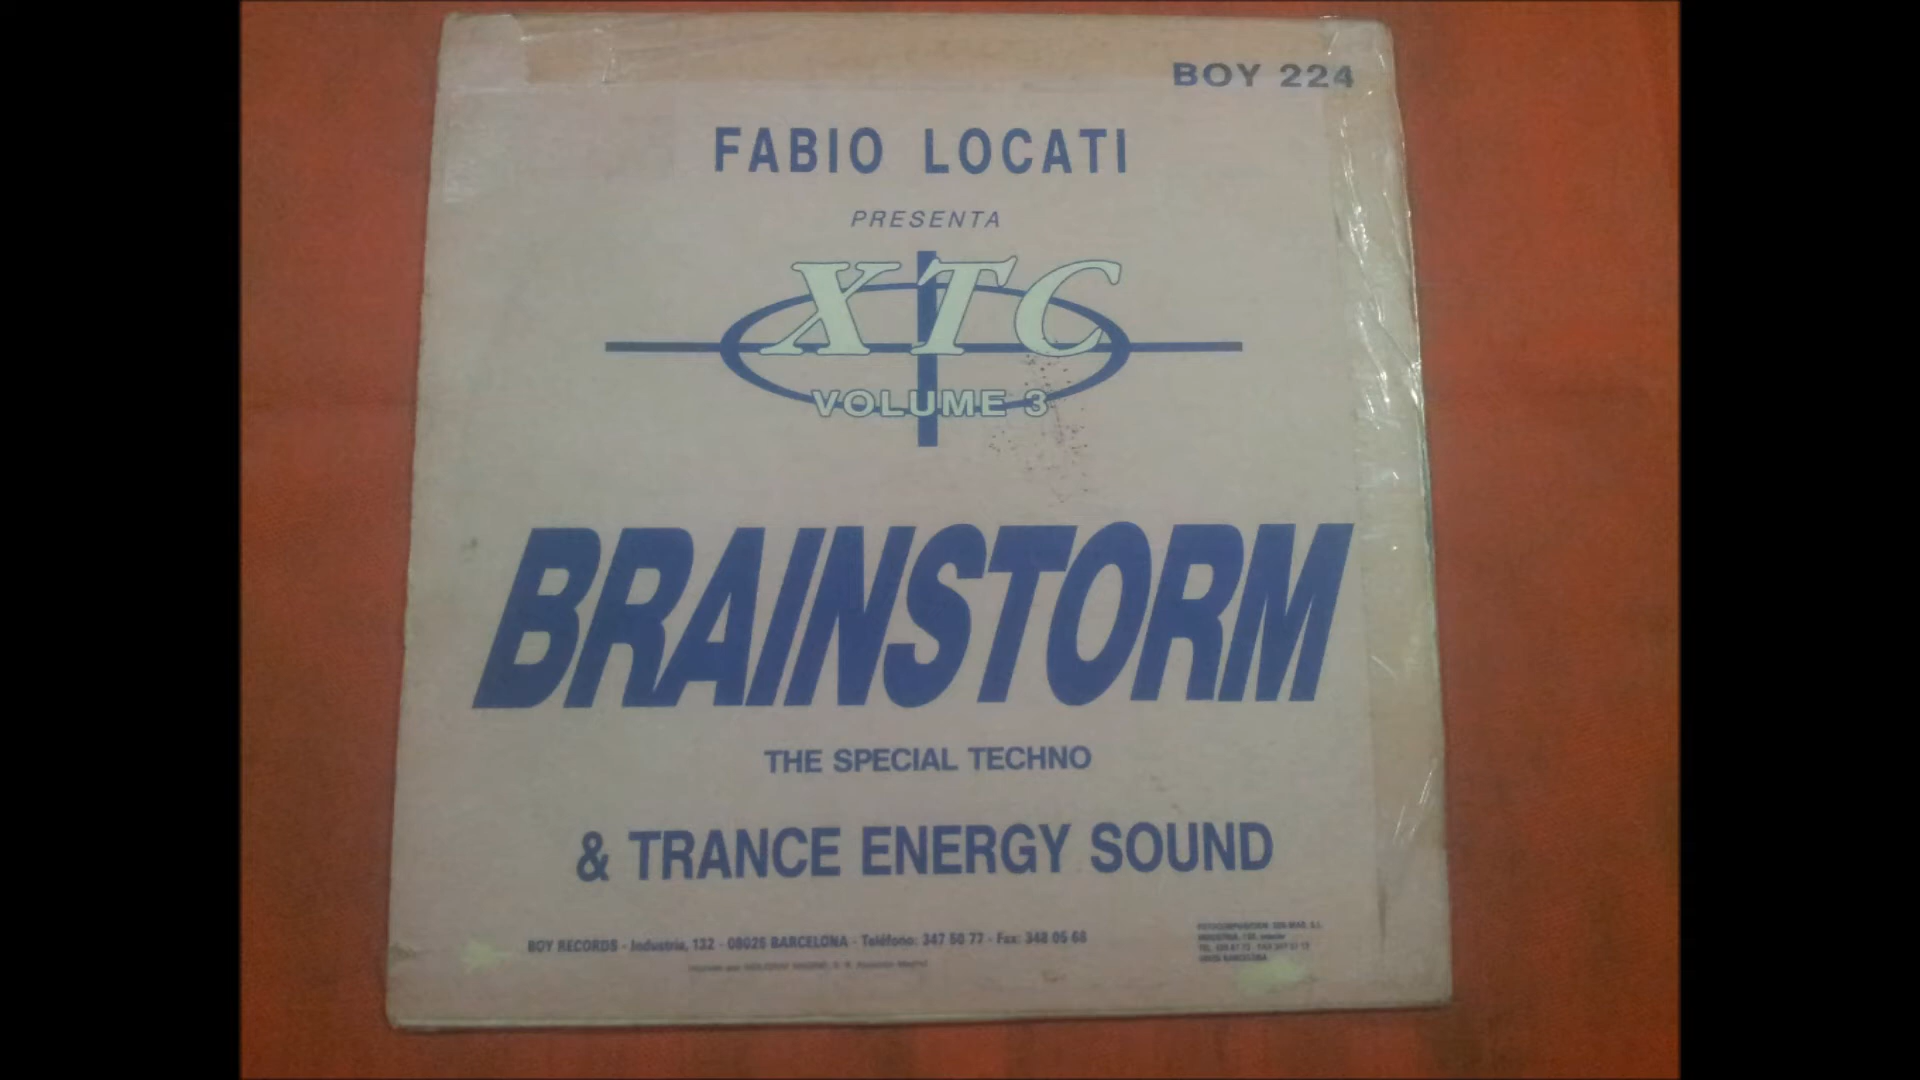 BOY 224
FABIO LOCATI
PRESENTA
XTC
VOLUME 3
BRAINSTORM
THE SPECIAL TECHNO
& TRANCE ENERGY SOUND
BOY RECORDS - Industria, 132 - 08025 BARCELONA - Teléfono: 347 50 77 - Fax: 348 06 68